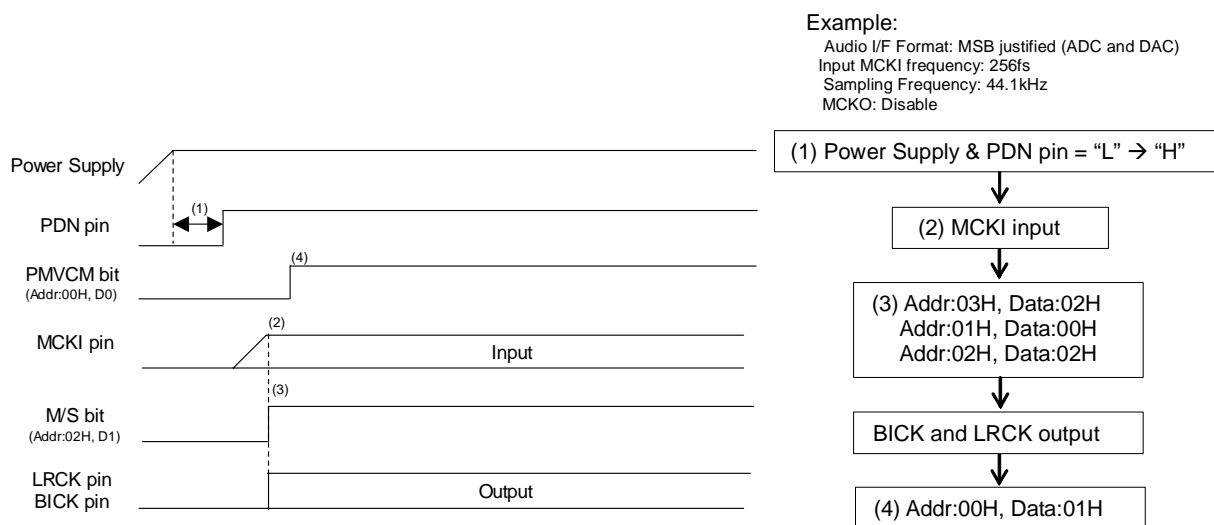 Example:
Audio I/F Format: MSB justified (ADC and DAC)
Input MCKI frequency: 256fs
Sampling Frequency: 44.1kHz
MCKO: Disable
Power Supply
(1)
PDN pin
PMVCM bit
(Addr:00H, D0)
(4)
MCKI pin
(2)
Input
M/S bit
(Addr:02H, D1)
(3)
LRCK pin
BICK pin
Output
(1) Power Supply & PDN pin = “L” → “H”
(2) MCKI input
(3) Addr:03H, Data:02H
Addr:01H, Data:00H
Addr:02H, Data:02H
BICK and LRCK output
(4) Addr:00H, Data:01H